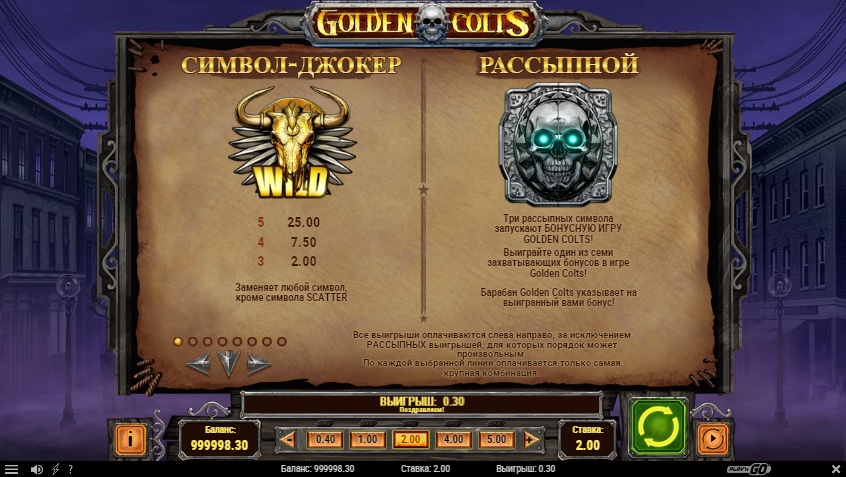 GOLDEN COLTS
СИМВОЛ-ДЖОКЕР
WILD
5 25.00
4 7.50
3 2.00
Заменяет любой символ,
кроме символа SCATTER
РАССЫПНОЙ
Три рассыпных символа
запускают БОНУСНУЮ ИГРУ
GOLDEN COLTS!
Выиграйте один из семи
захватывающих бонусов в игре
Golden Colts!
Барабан Golden Colts указывает на
выигранный вами бонус!
Все выигрыши оплачиваются слева направо, за исключением
РАССЫПНЫХ выигрышей, для которых порядок может быть
произвольным.
По каждой выбранной линии оплачивается только самая
крупная комбинация.
ВЫИГРЫШ: 0.30
Поздравляем!
i
Баланс:
999998.30
- 0.40 1.00 2.00 4.00 5.00 +
Ставка:
2.00
? Баланс: 999998.30 Ставка: 2.00 Выигрыш: 0.30 PLAY'n GO